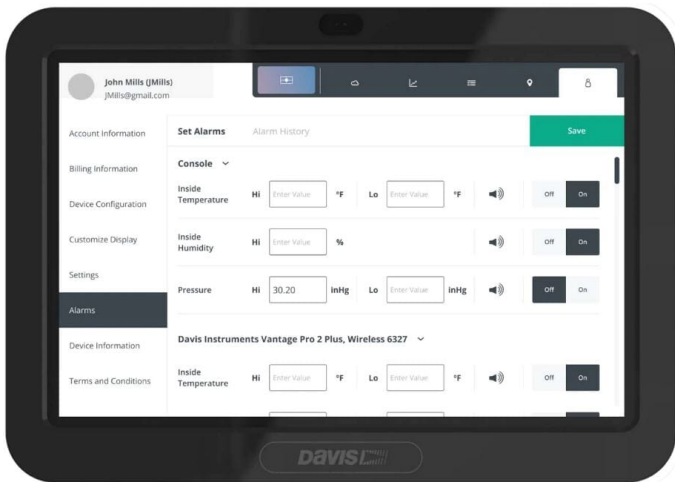 John Mills (JMills)
JMills@gmail.com
Account Information
Billing Information
Device Configuration
Customize Display
Settings
Alarms
Device Information
Terms and Conditions
Set Alarms Alarm History Save
Console
Inside Temperature Hi Enter Value °F Lo Enter Value °F Off On
Inside Humidity Hi Enter Value % Off On
Pressure Hi 30.20 inHg Lo Enter Value inHg Off On
Davis Instruments Vantage Pro 2 Plus, Wireless 6327
Inside Temperature Hi Enter Value °F Lo Enter Value °F Off On
DAVIS